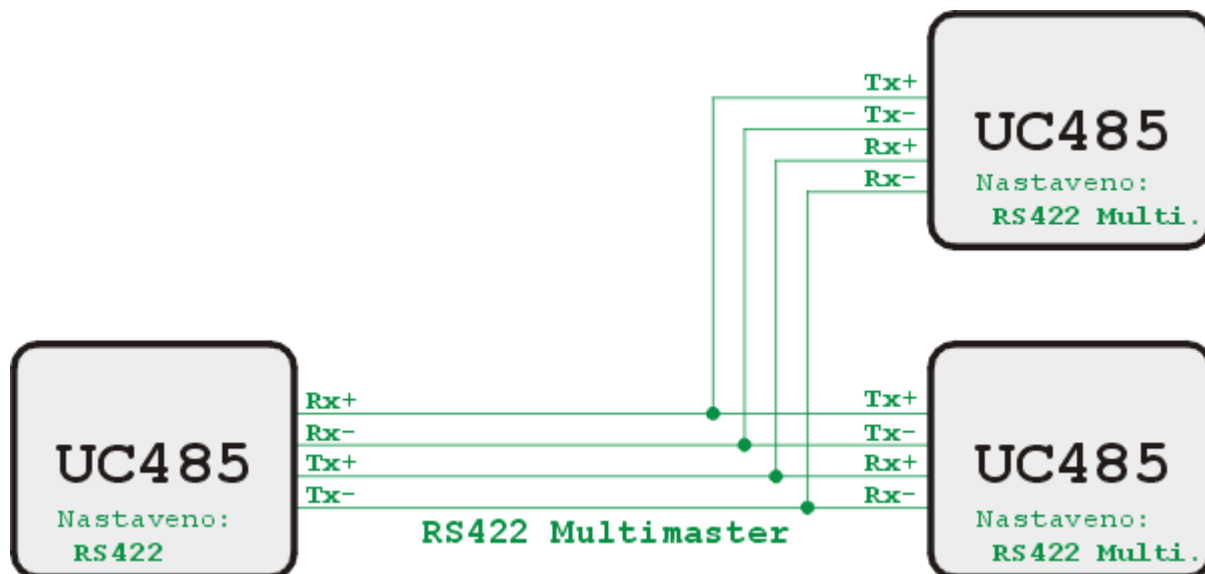 Tx+
Tx-
Rx+
Rx-
UC485
Nastaveno:
RS422 Multi.
Rx+
Rx-
Tx+
Tx-
UC485
Nastaveno:
RS422
RS422 Multimaster
Tx+
Tx-
Rx+
Rx-
UC485
Nastaveno:
RS422 Multi.